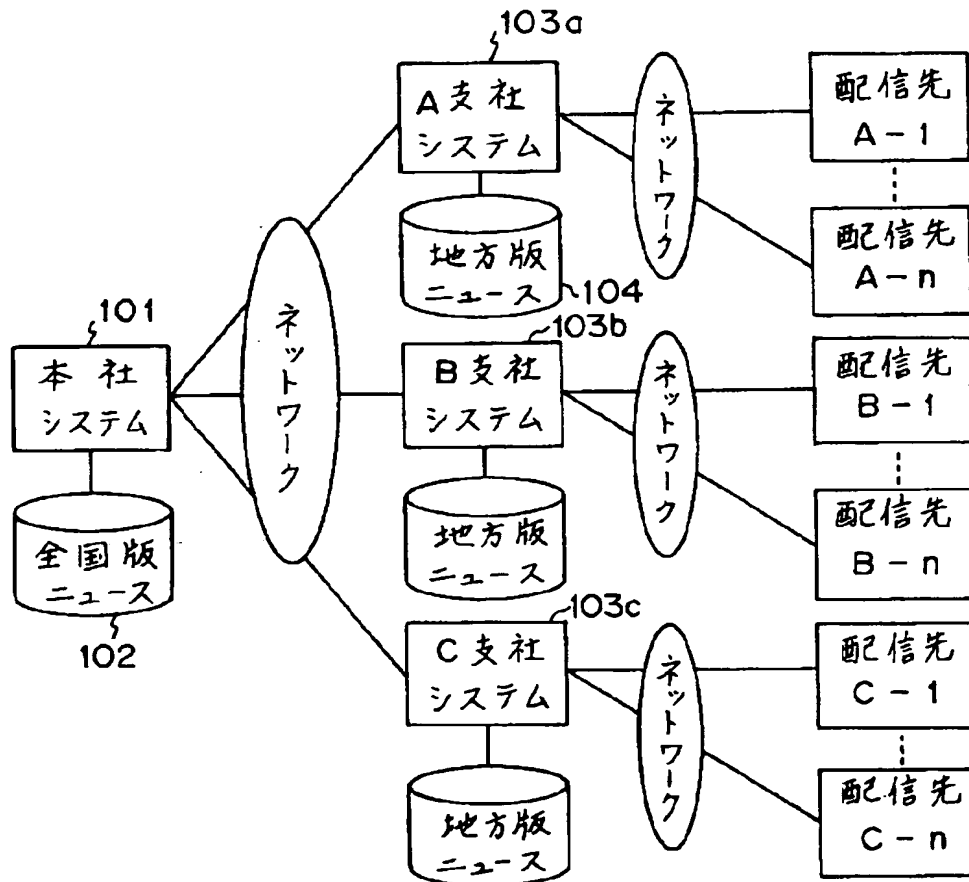 103a
A支社
システム
ネットワーク
配信先
A-1
地方版
ニュース
104
配信先
A-n
101
本社
システム
ネットワーク
103b
B支社
システム
ネットワーク
配信先
B-1
全国版
ニュース
102
地方版
ニュース
配信先
B-n
103c
C支社
システム
ネットワーク
配信先
C-1
地方版
ニュース
配信先
C-n